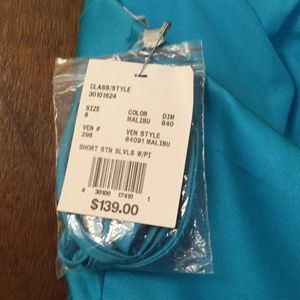 CLASS/STYLE
30101624
SIZE COLOR DIM
8 MALIBU 840
VEN # VEN STYLE
298 84091 MALIBU
SHORT STN SLVLS W/PI
4 30100 17410 1
$139.00